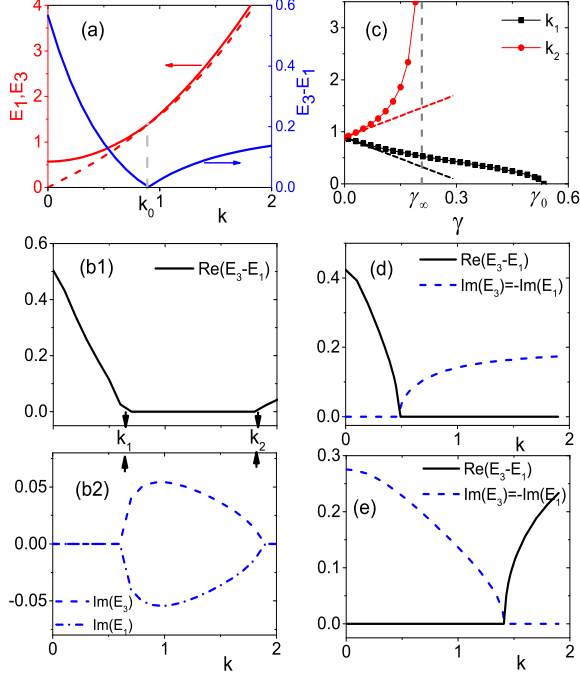 (a)
E₁,E₃
4
3
2
1
0
0.6
0.4
0.2
0.0
E₃-E₁
0
k₀
1
2
k
(c)
k₁
k₂
3
2
1
0
0.0
γ∞
0.3
γ₀
0.6
γ
(b1)
Re(E₃-E₁)
0.6
0.4
0.2
0.0
k₁
k₂
(b2)
0.05
0.00
-0.05
Im(E₃)
Im(E₁)
0
1
2
k
(d)
Re(E₃-E₁)
Im(E₃)=-Im(E₁)
0.4
0.2
0.0
0
1
2
k
(e)
Re(E₃-E₁)
Im(E₃)=-Im(E₁)
0.3
0.2
0.1
0.0
0
1
2
k